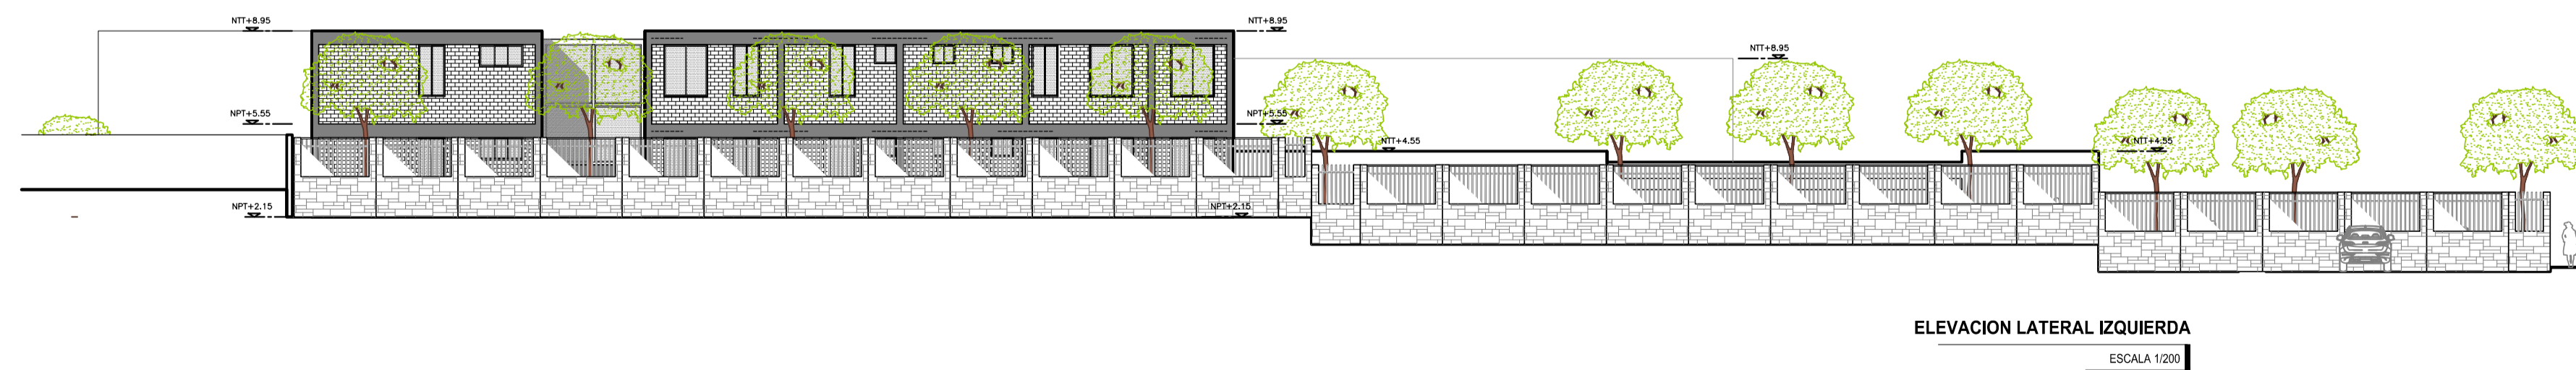 NTT+8.95
NTT+8.95
NTT+8.95
NPT+5.55
NPT+5.55
NTT+4.55
NTT+4.55
NPT+2.15
NPT+2.15
ELEVACION LATERAL IZQUIERDA
ESCALA 1/200